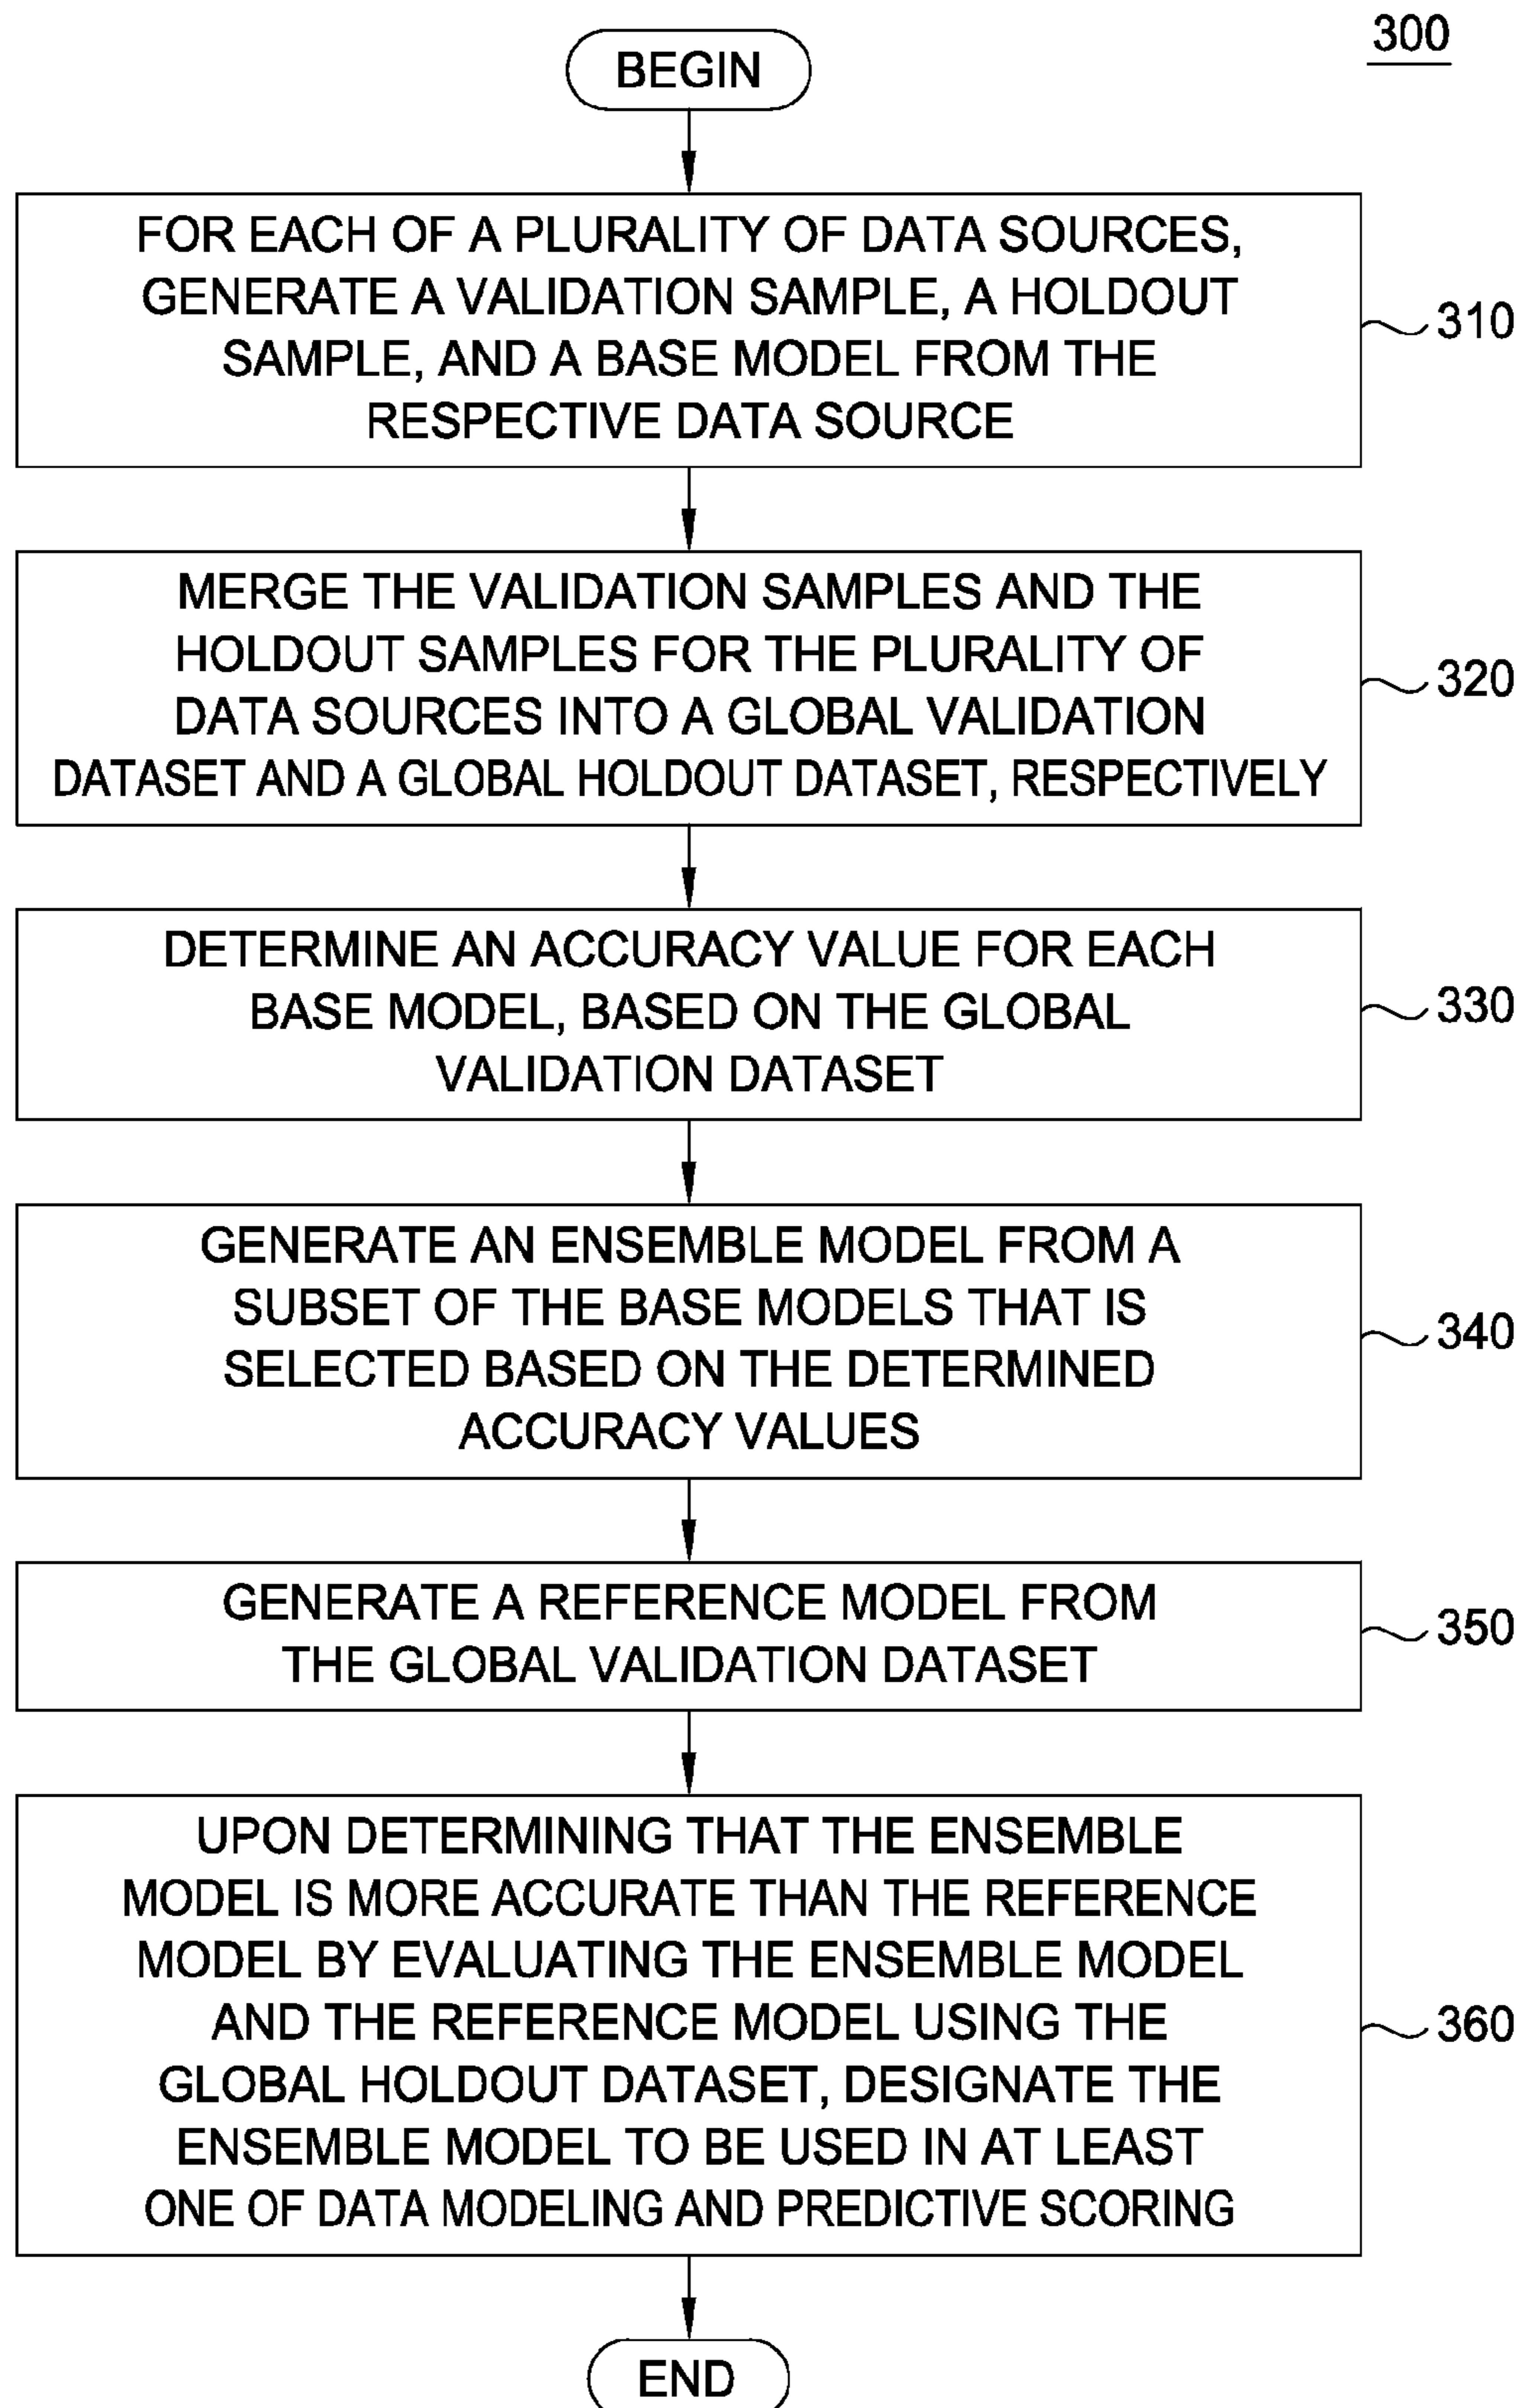 300
BEGIN
FOR EACH OF A PLURALITY OF DATA SOURCES,
GENERATE A VALIDATION SAMPLE, A HOLDOUT
SAMPLE, AND A BASE MODEL FROM THE
RESPECTIVE DATA SOURCE
310
MERGE THE VALIDATION SAMPLES AND THE
HOLDOUT SAMPLES FOR THE PLURALITY OF
DATA SOURCES INTO A GLOBAL VALIDATION
DATASET AND A GLOBAL HOLDOUT DATASET, RESPECTIVELY
320
DETERMINE AN ACCURACY VALUE FOR EACH
BASE MODEL, BASED ON THE GLOBAL
VALIDATION DATASET
330
GENERATE AN ENSEMBLE MODEL FROM A
SUBSET OF THE BASE MODELS THAT IS
SELECTED BASED ON THE DETERMINED
ACCURACY VALUES
340
GENERATE A REFERENCE MODEL FROM
THE GLOBAL VALIDATION DATASET
350
UPON DETERMINING THAT THE ENSEMBLE
MODEL IS MORE ACCURATE THAN THE REFERENCE
MODEL BY EVALUATING THE ENSEMBLE MODEL
AND THE REFERENCE MODEL USING THE
GLOBAL HOLDOUT DATASET, DESIGNATE THE
ENSEMBLE MODEL TO BE USED IN AT LEAST
ONE OF DATA MODELING AND PREDICTIVE SCORING
360
END